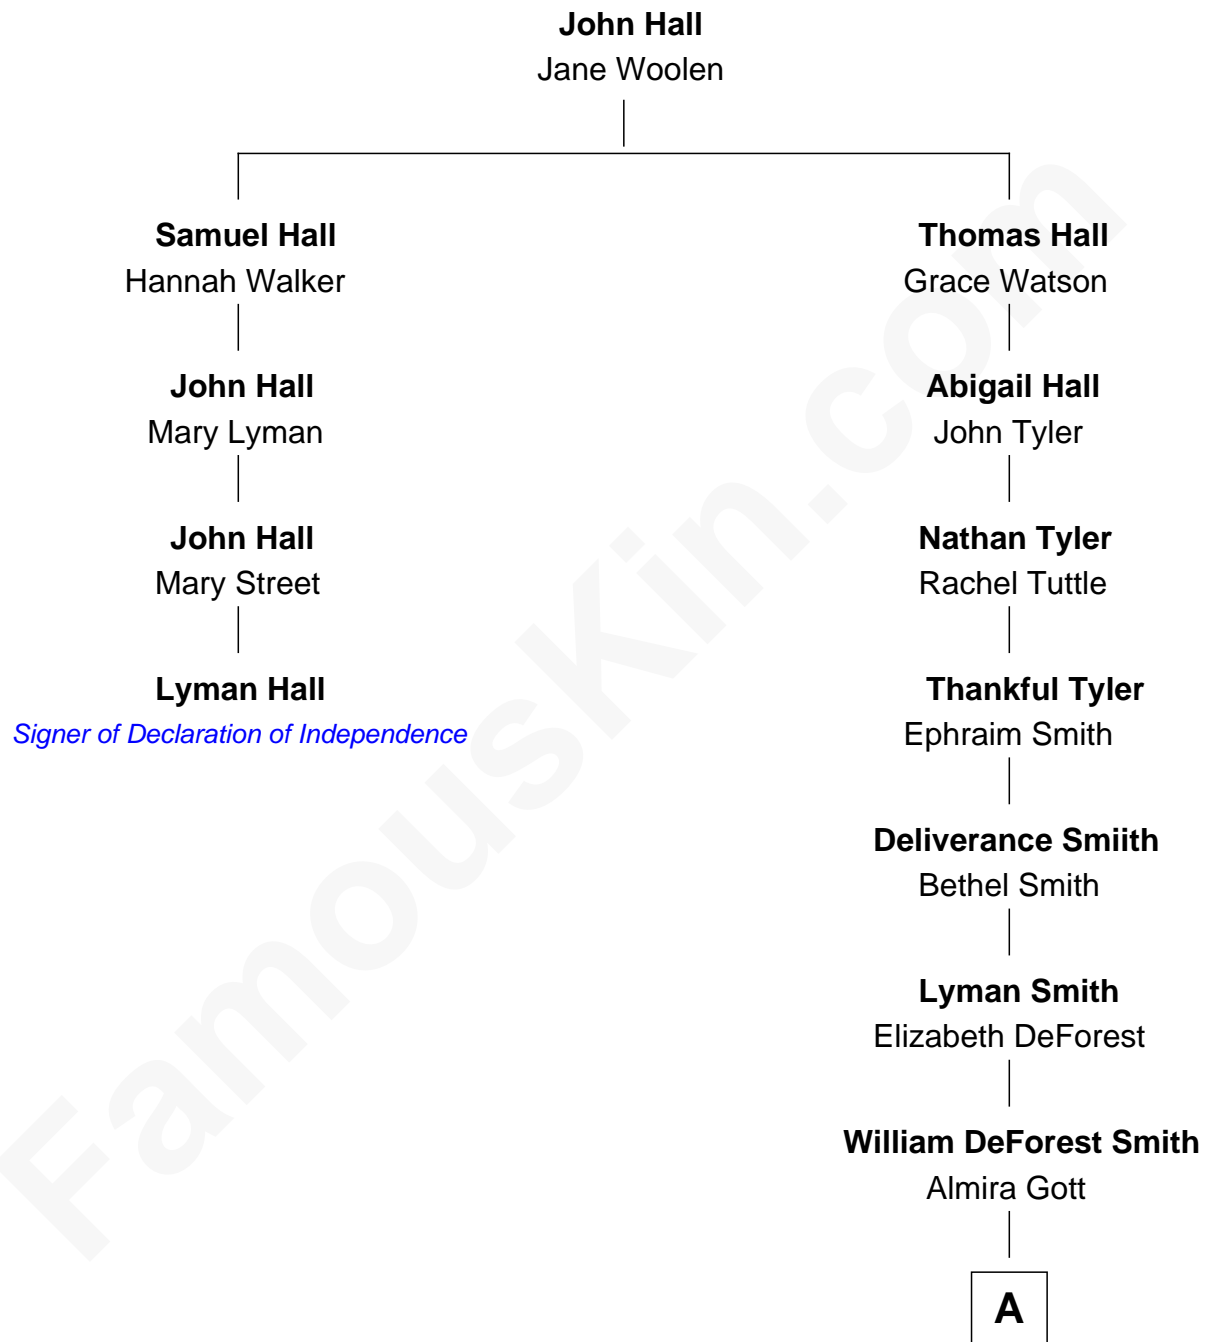 John Hall
Jane Woolen
Samuel Hall
Hannah Walker
John Hall
Mary Lyman
John Hall
Mary Street
Lyman Hall
Signer of Declaration of Independence
Thomas Hall
Grace Watson
Abigail Hall
John Tyler
Nathan Tyler
Rachel Tuttle
Thankful Tyler
Ephraim Smith
Deliverance Smiith
Bethel Smith
Lyman Smith
Elizabeth DeForest
William DeForest Smith
Almira Gott
A
FamousKin.com